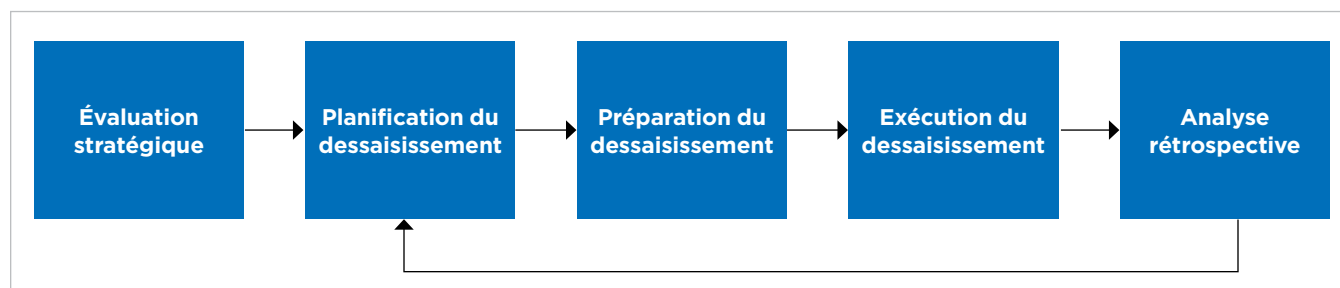 Évaluation
stratégique
Planification du
dessaisissement
Préparation du
dessaisissement
Exécution du
dessaisissement
Analyse
rétrospective